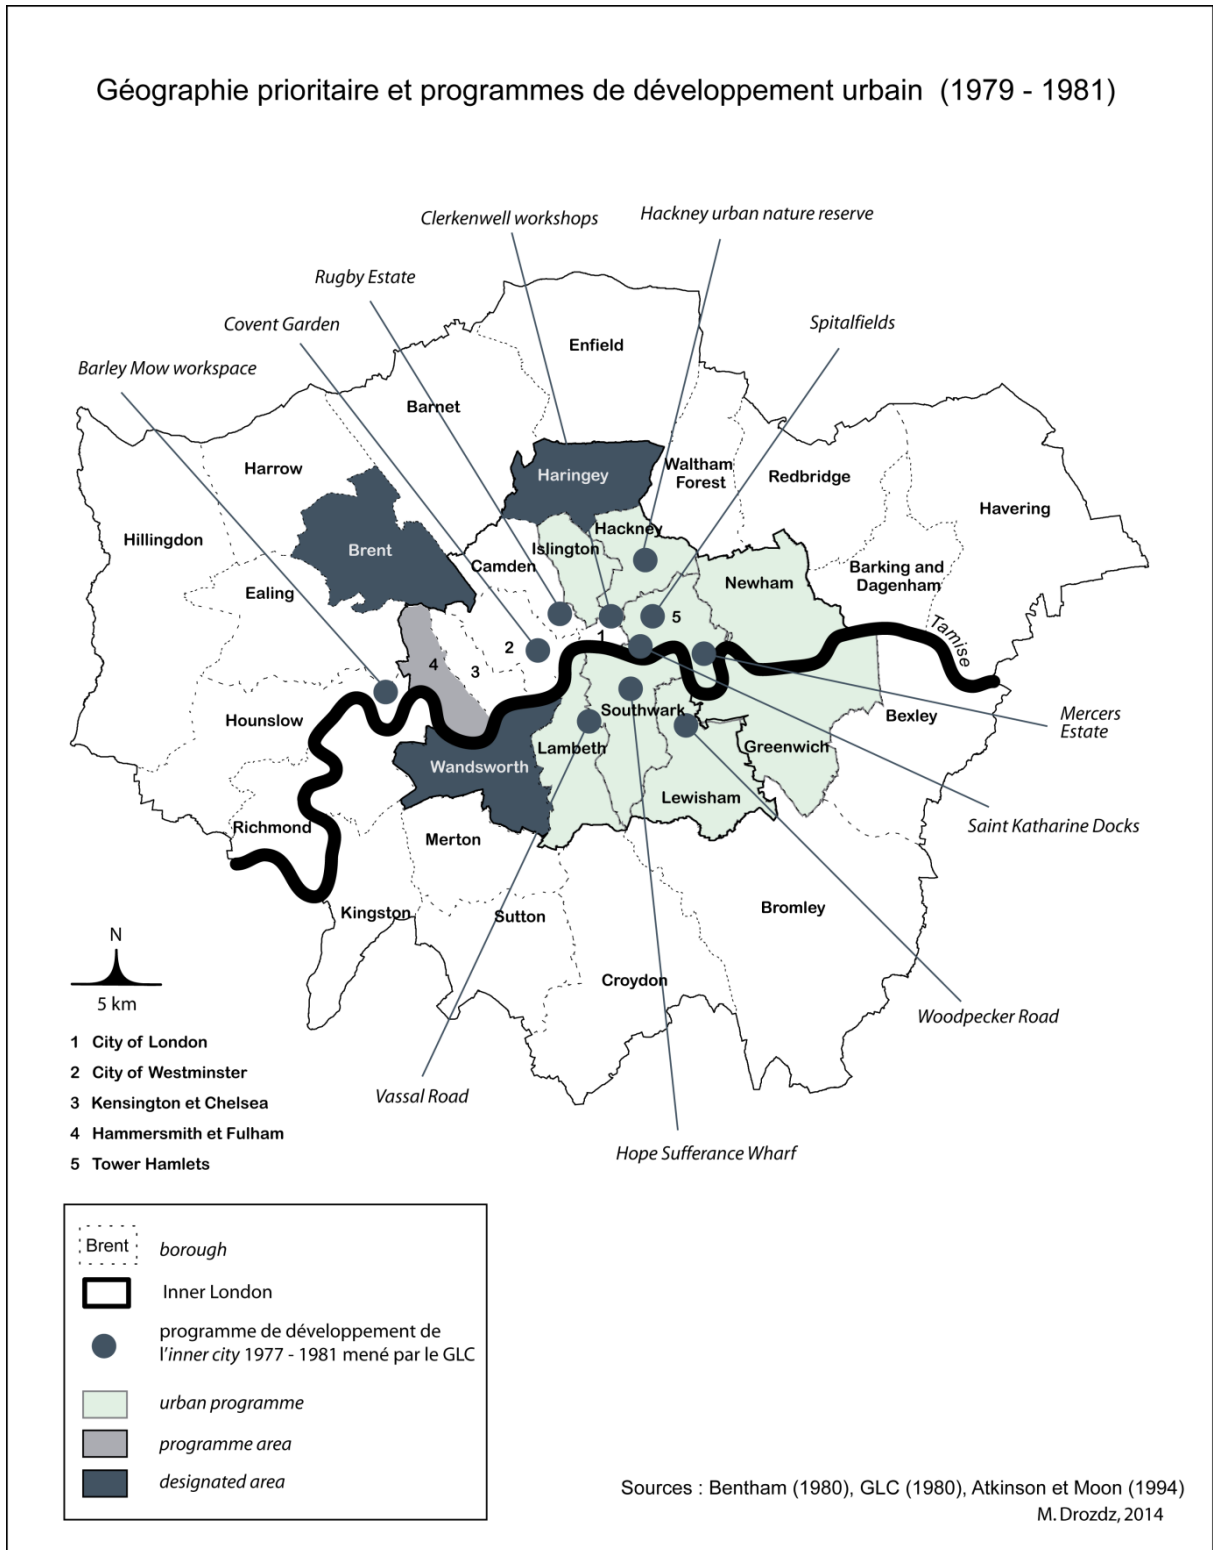 Géographie prioritaire et programmes de développement urbain (1979 - 1981)
Clerkenwell workshops
Hackney urban nature reserve
Rugby Estate
Covent Garden
Spitalfields
Barley Mow workspace
Enfield
Barnet
Harrow
Haringey
Waltham
Forest
Redbridge
Havering
Hillingdon
Brent
Hackney
Islington
Camden
Newham
Barking and
Dagenham
Ealing
5
1
2
Tamise
4
3
Hounslow
Southwark
Bexley
Mercers
Estate
Lambeth
Greenwich
Wandsworth
Lewisham
Richmond
Merton
Saint Katharine Docks
Kingston
Sutton
Bromley
N
5 km
Croydon
Woodpecker Road
Vassal Road
Hope Sufferance Wharf
1 City of London
2 City of Westminster
3 Kensington et Chelsea
4 Hammersmith et Fulham
5 Tower Hamlets
Brent borough
Inner London
programme de développement de
l'inner city 1977 - 1981 mené par le GLC
urban programme
programme area
designated area
Sources : Bentham (1980), GLC (1980), Atkinson et Moon (1994)
M. Drozdz, 2014